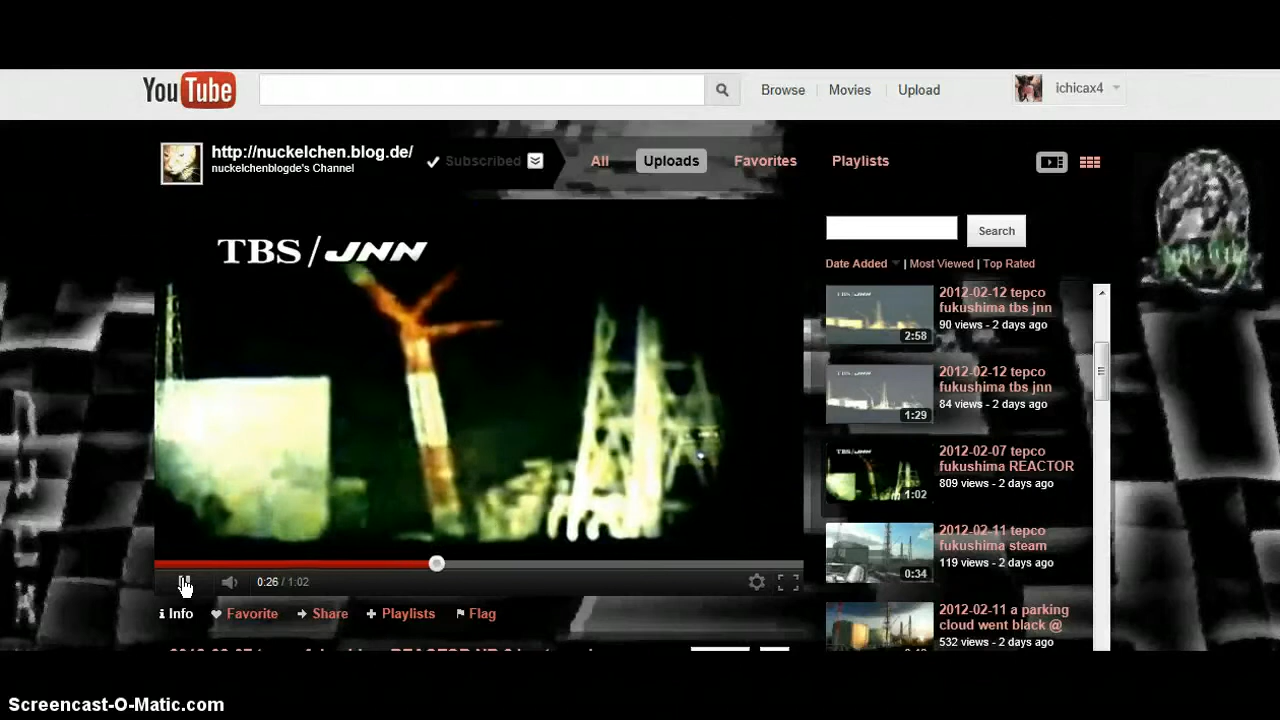 YouTube
Browse
Movies
Upload
ichicax4
http://nuckelchen.blog.de/
nuckelchenblogde's Channel
Subscribed
All
Uploads
Favorites
Playlists
TBS/JNN
Search
Date Added | Most Viewed | Top Rated
2012-02-12 tepco
fukushima tbs jnn
90 views - 2 days ago
2:58
2012-02-12 tepco
fukushima tbs jnn
84 views - 2 days ago
1:29
2012-02-07 tepco
fukushima REACTOR
809 views - 2 days ago
1:02
2012-02-11 tepco
fukushima steam
119 views - 2 days ago
0:34
2012-02-11 a parking
cloud went black @
532 views - 2 days ago
0:26 / 1:02
Info
Favorite
Share
Playlists
Flag
Screencast-O-Matic.com